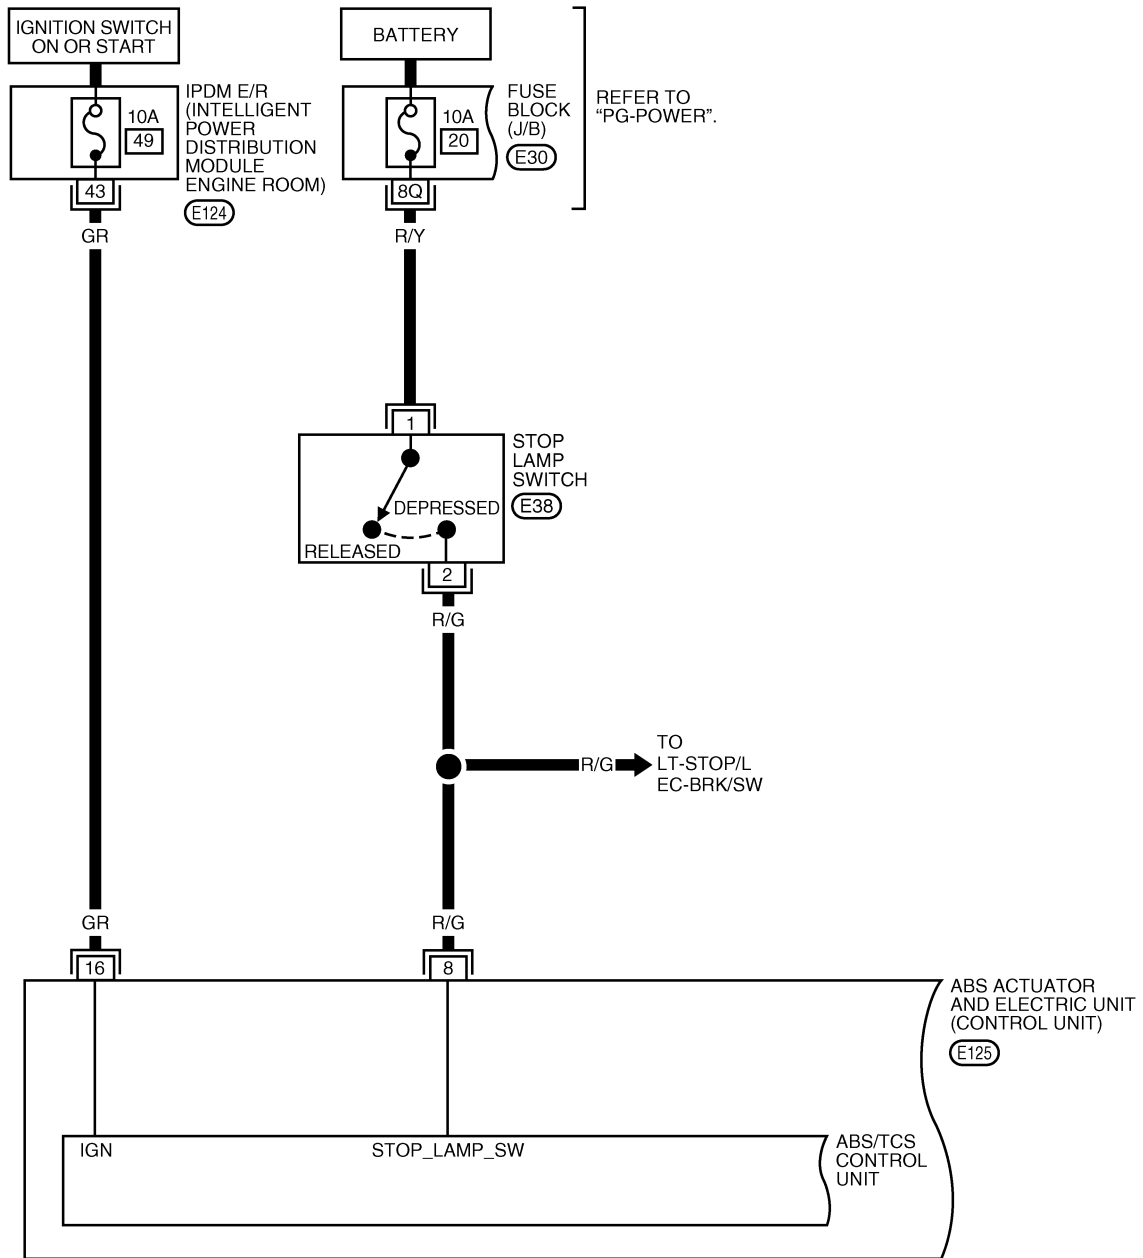 IGNITION SWITCH
ON OR START
BATTERY
IPDM E/R
(INTELLIGENT
POWER
DISTRIBUTION
MODULE
ENGINE ROOM)
E124
10A
49
43
FUSE
BLOCK
(J/B)
E30
10A
20
8Q
REFER TO
“PG-POWER”.
GR
R/Y
1
STOP
LAMP
SWITCH
E38
DEPRESSED
RELEASED
2
R/G
R/G
TO
LT-STOP/L
EC-BRK/SW
GR
R/G
16
8
ABS ACTUATOR
AND ELECTRIC UNIT
(CONTROL UNIT)
E125
IGN
STOP_LAMP_SW
ABS/TCS
CONTROL
UNIT